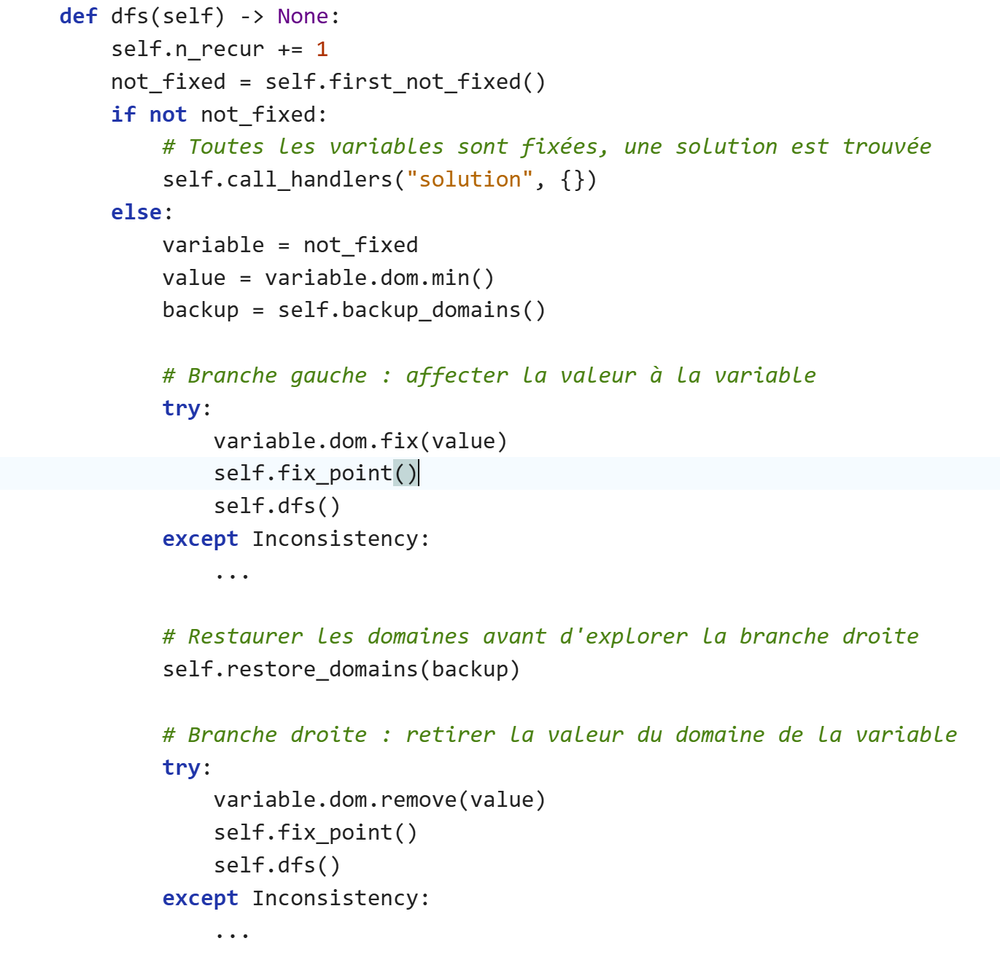 def dfs(self) -> None:
    self.n_recur += 1
    not_fixed = self.first_not_fixed()
    if not not_fixed:
        # Toutes les variables sont fixées, une solution est trouvée
        self.call_handlers("solution", {})
    else:
        variable = not_fixed
        value = variable.dom.min()
        backup = self.backup_domains()

        # Branche gauche : affecter la valeur à la variable
        try:
            variable.dom.fix(value)
            self.fix_point()
            self.dfs()
        except Inconsistency:
            ...

        # Restaurer les domaines avant d'explorer la branche droite
        self.restore_domains(backup)

        # Branche droite : retirer la valeur du domaine de la variable
        try:
            variable.dom.remove(value)
            self.fix_point()
            self.dfs()
        except Inconsistency:
            ...